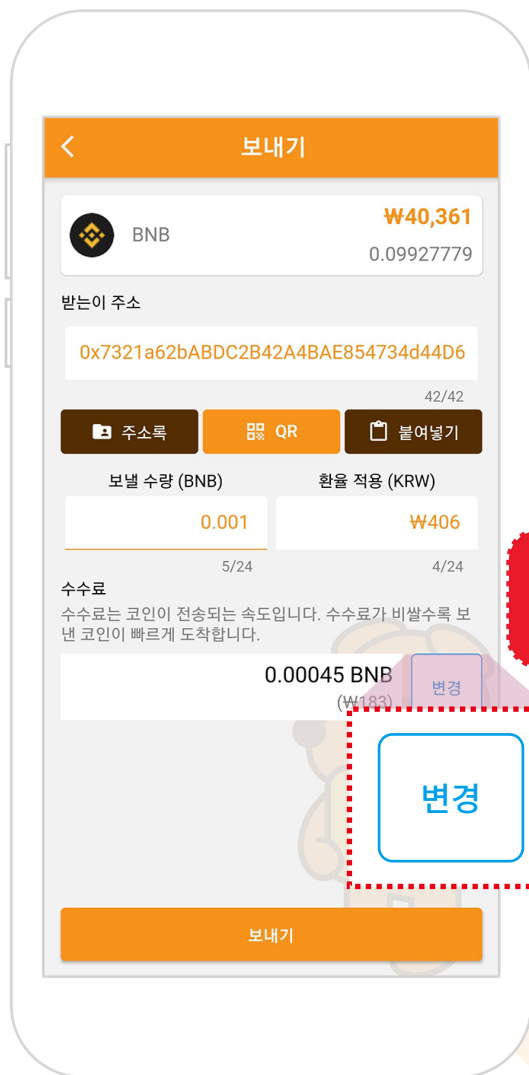 보내기
BNB
₩40,361
0.09927779
받는이 주소
0x7321a62bABDC2B42A4BAE854734d44D6
42/42
주소록
QR
붙여넣기
보낼 수량 (BNB)
환율 적용 (KRW)
0.001
₩406
5/24
4/24
수수료
수수료는 코인이 전송되는 속도입니다. 수수료가 비쌀수록 보
낸 코인이 빠르게 도착합니다.
0.00045 BNB
(₩183)
변경
변경
보내기